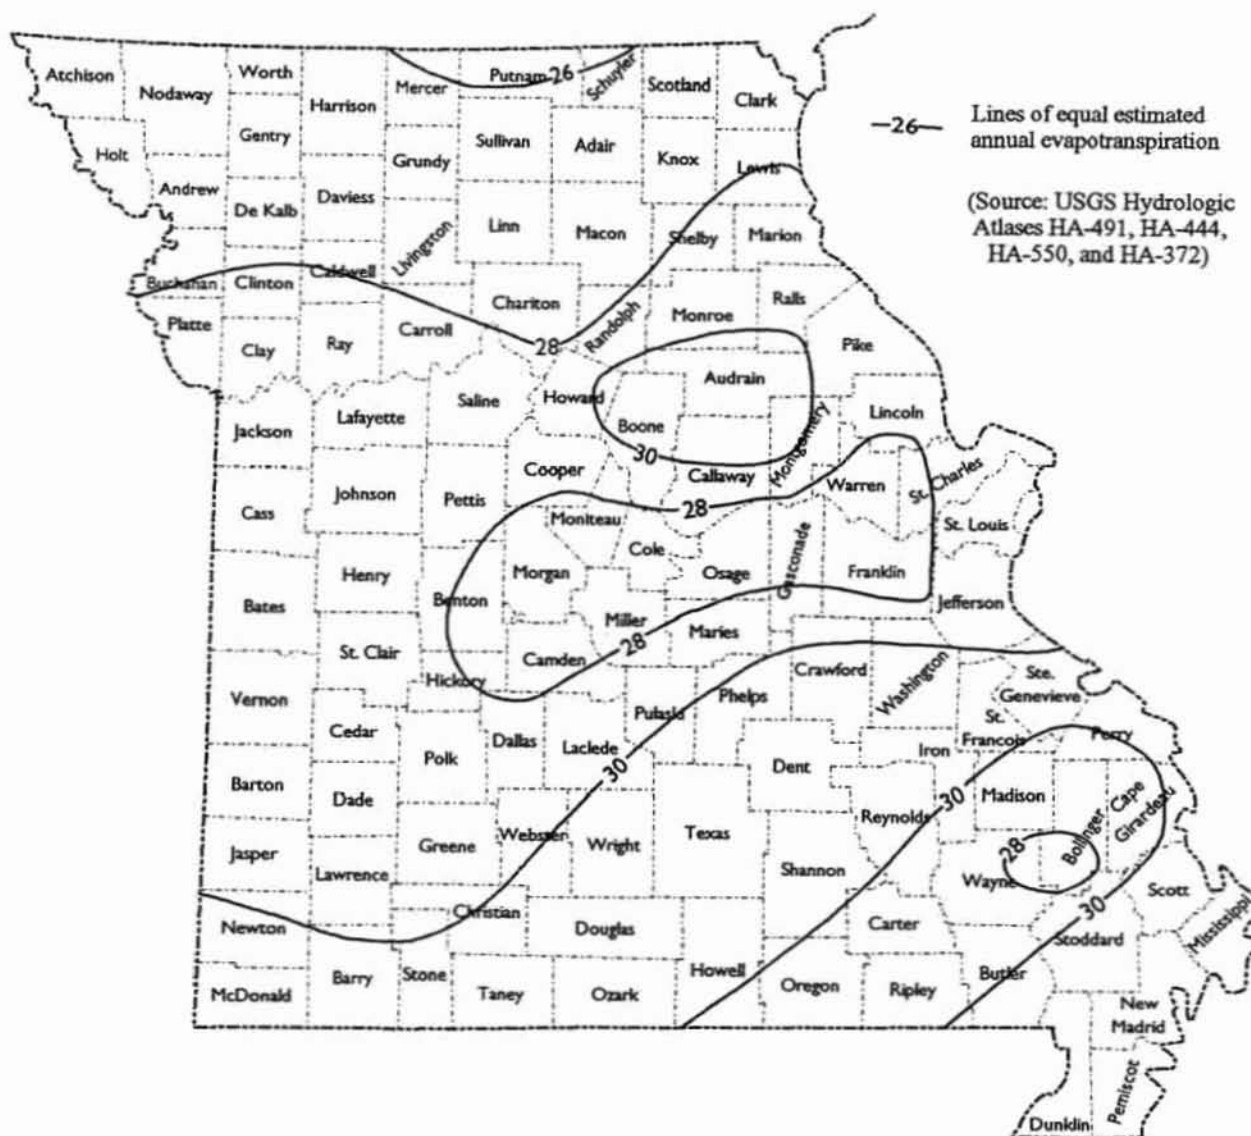 Atchison
Nodaway
Worth
Harrison
Mercer
Putnam
26
Schuyler
Scotland
Clark
Gentry
Holt
Sullivan
Adair
Knox
Lewis
Grundy
Andrew
De Kalb
Daviess
Livingston
Linn
Macon
Shelby
Marion
Buchanan
Clinton
Caldwell
Chariton
Randolph
Monroe
Ralls
Platte
Clay
Ray
Carroll
28
Pike
Audrain
Howard
Boone
Saline
Lafayette
Jackson
Lincoln
Montgomery
30
Callaway
Cooper
Warren
St. Charles
Johnson
Pettis
Cass
28
Moniteau
St. Louis
Cole
Gasconade
Henry
Morgan
Osage
Franklin
Benton
Bates
Jefferson
Miller
28
Maries
St. Clair
Camden
Hickory
Crawford
Washington
Ste.
Genevieve
Vernon
Phelps
Pulaski
St.
Francois
Perry
Cedar
Dallas
Laclede
Iron
Polk
30
Dent
Barton
Dade
30
Madison
Cape
Girardeau
Bollinger
Reynolds
Webster
Texas
Greene
Wright
Jasper
28
Lawrence
Shannon
Wayne
Scott
Mississippi
30
Christian
Newton
Douglas
Carter
Stoddard
Howell
Butler
McDonald
Barry
Stone
Taney
Ozark
Oregon
Ripley
New
Madrid
Pemiscot
Dunklin
26
Lines of equal estimated
annual evapotranspiration
(Source: USGS Hydrologic
Atlases HA-491, HA-444,
HA-550, and HA-372)